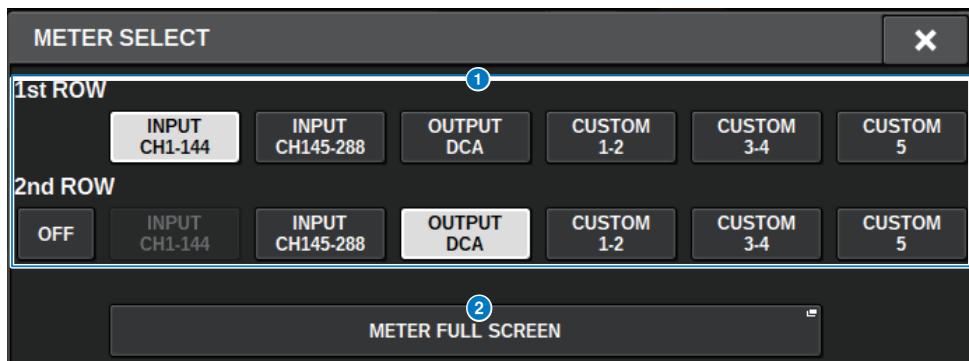 METER SELECT
×
1
1st ROW
INPUT CH1-144
INPUT CH145-288
OUTPUT DCA
CUSTOM 1-2
CUSTOM 3-4
CUSTOM 5
2nd ROW
OFF
INPUT CH1-144
INPUT CH145-288
OUTPUT DCA
CUSTOM 1-2
CUSTOM 3-4
CUSTOM 5
2
METER FULL SCREEN